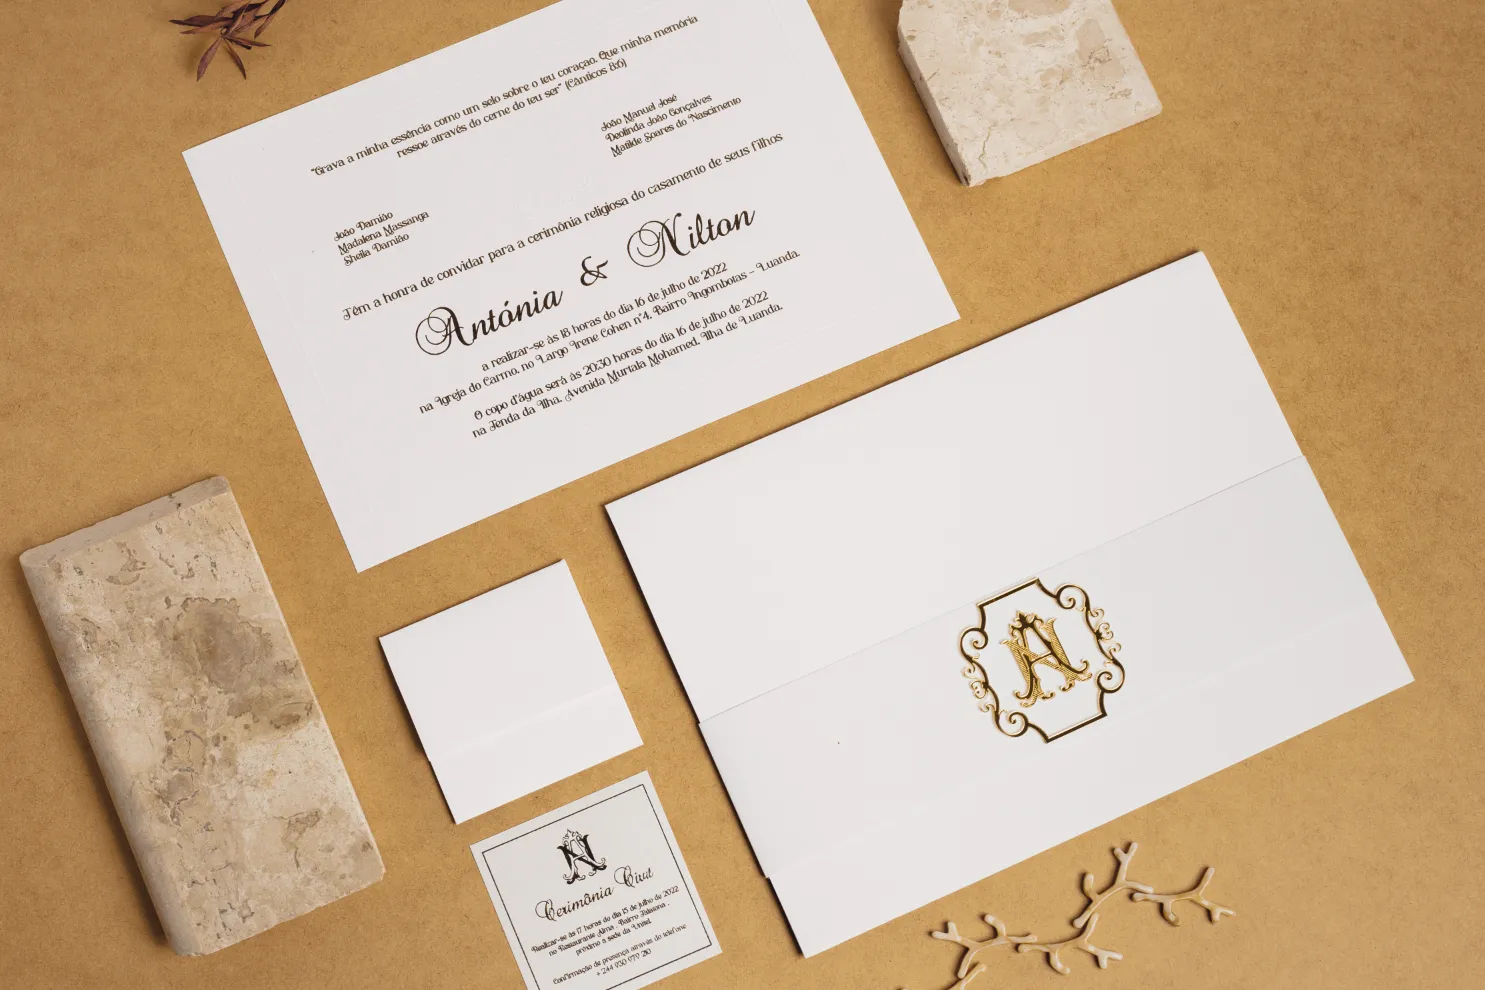 "Grava a minha essência como um selo sobre o teu coraçao. Que minha memória
ressoe através do cerne do teu ser" (Cânticos 8:6)
João Manuel José
Deolinda João Gonçalves
Matilde Soares do Nascimento
João Damião
Madalena Massanga
Sheila Damião
Têm a honra de convidar para a cerimónia religiosa do casamento de seus filhos
Antónia & Nilton
a realizar-se às 18 horas do dia 16 de julho de 2022
na Igreja do Carmo, no Largo Irene Cohen nº4, Bairro Ingombotas - Luanda.
O copo d'água será às 20:30 horas do dia 16 de julho de 2022
na Tenda da Ilha, Avenida Murtala Mohamed, Ilha de Luanda.
AN
AN
Cerimônia Civil
Realizar-se às 17 horas do dia 15 de julho de 2022
no Restaurante Alma, Bairro
próximo a sede da Unitel.
Confirmação de presença através do telefone
+ 244 930 079 210